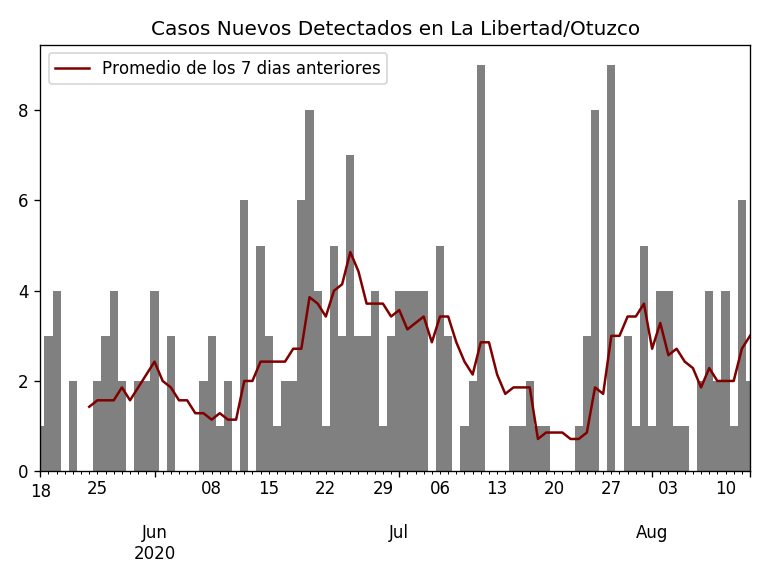 Casos Nuevos Detectados en La Libertad/Otuzco
Promedio de los 7 dias anteriores
8
6
4
2
0
18 25 08 15 22 29 06 13 20 27 03 10
Jun Jul Aug
2020